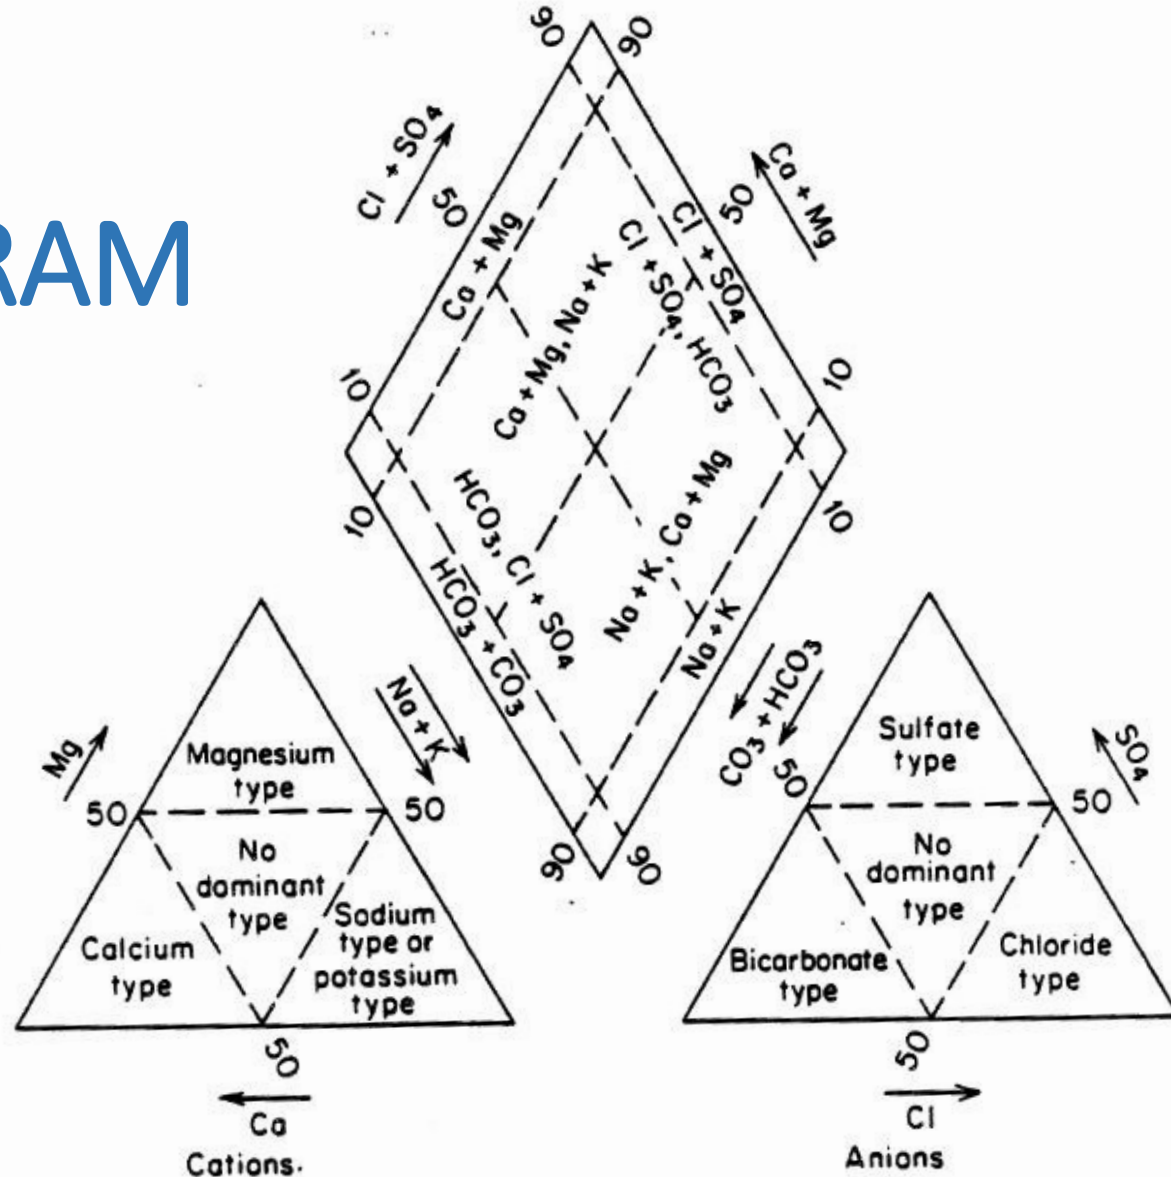 RAM
90
90
Cl + SO4
50
Ca + Mg
50
Ca + Mg
Cl + SO4
Cl + SO4, HCO3
Ca + Mg, Na + K
10
10
10
10
HCO3, Cl + SO4
Na + K, Ca + Mg
HCO3 + CO3
Na + K
90
90
Mg
50
Na + K
50
Magnesium
type
No
dominant
type
Calcium
type
Sodium
type or
potassium
type
50
Ca
Cations.
CO3 + HCO3
50
SO4
50
Sulfate
type
No
dominant
type
Bicarbonate
type
Chloride
type
50
Cl
Anions